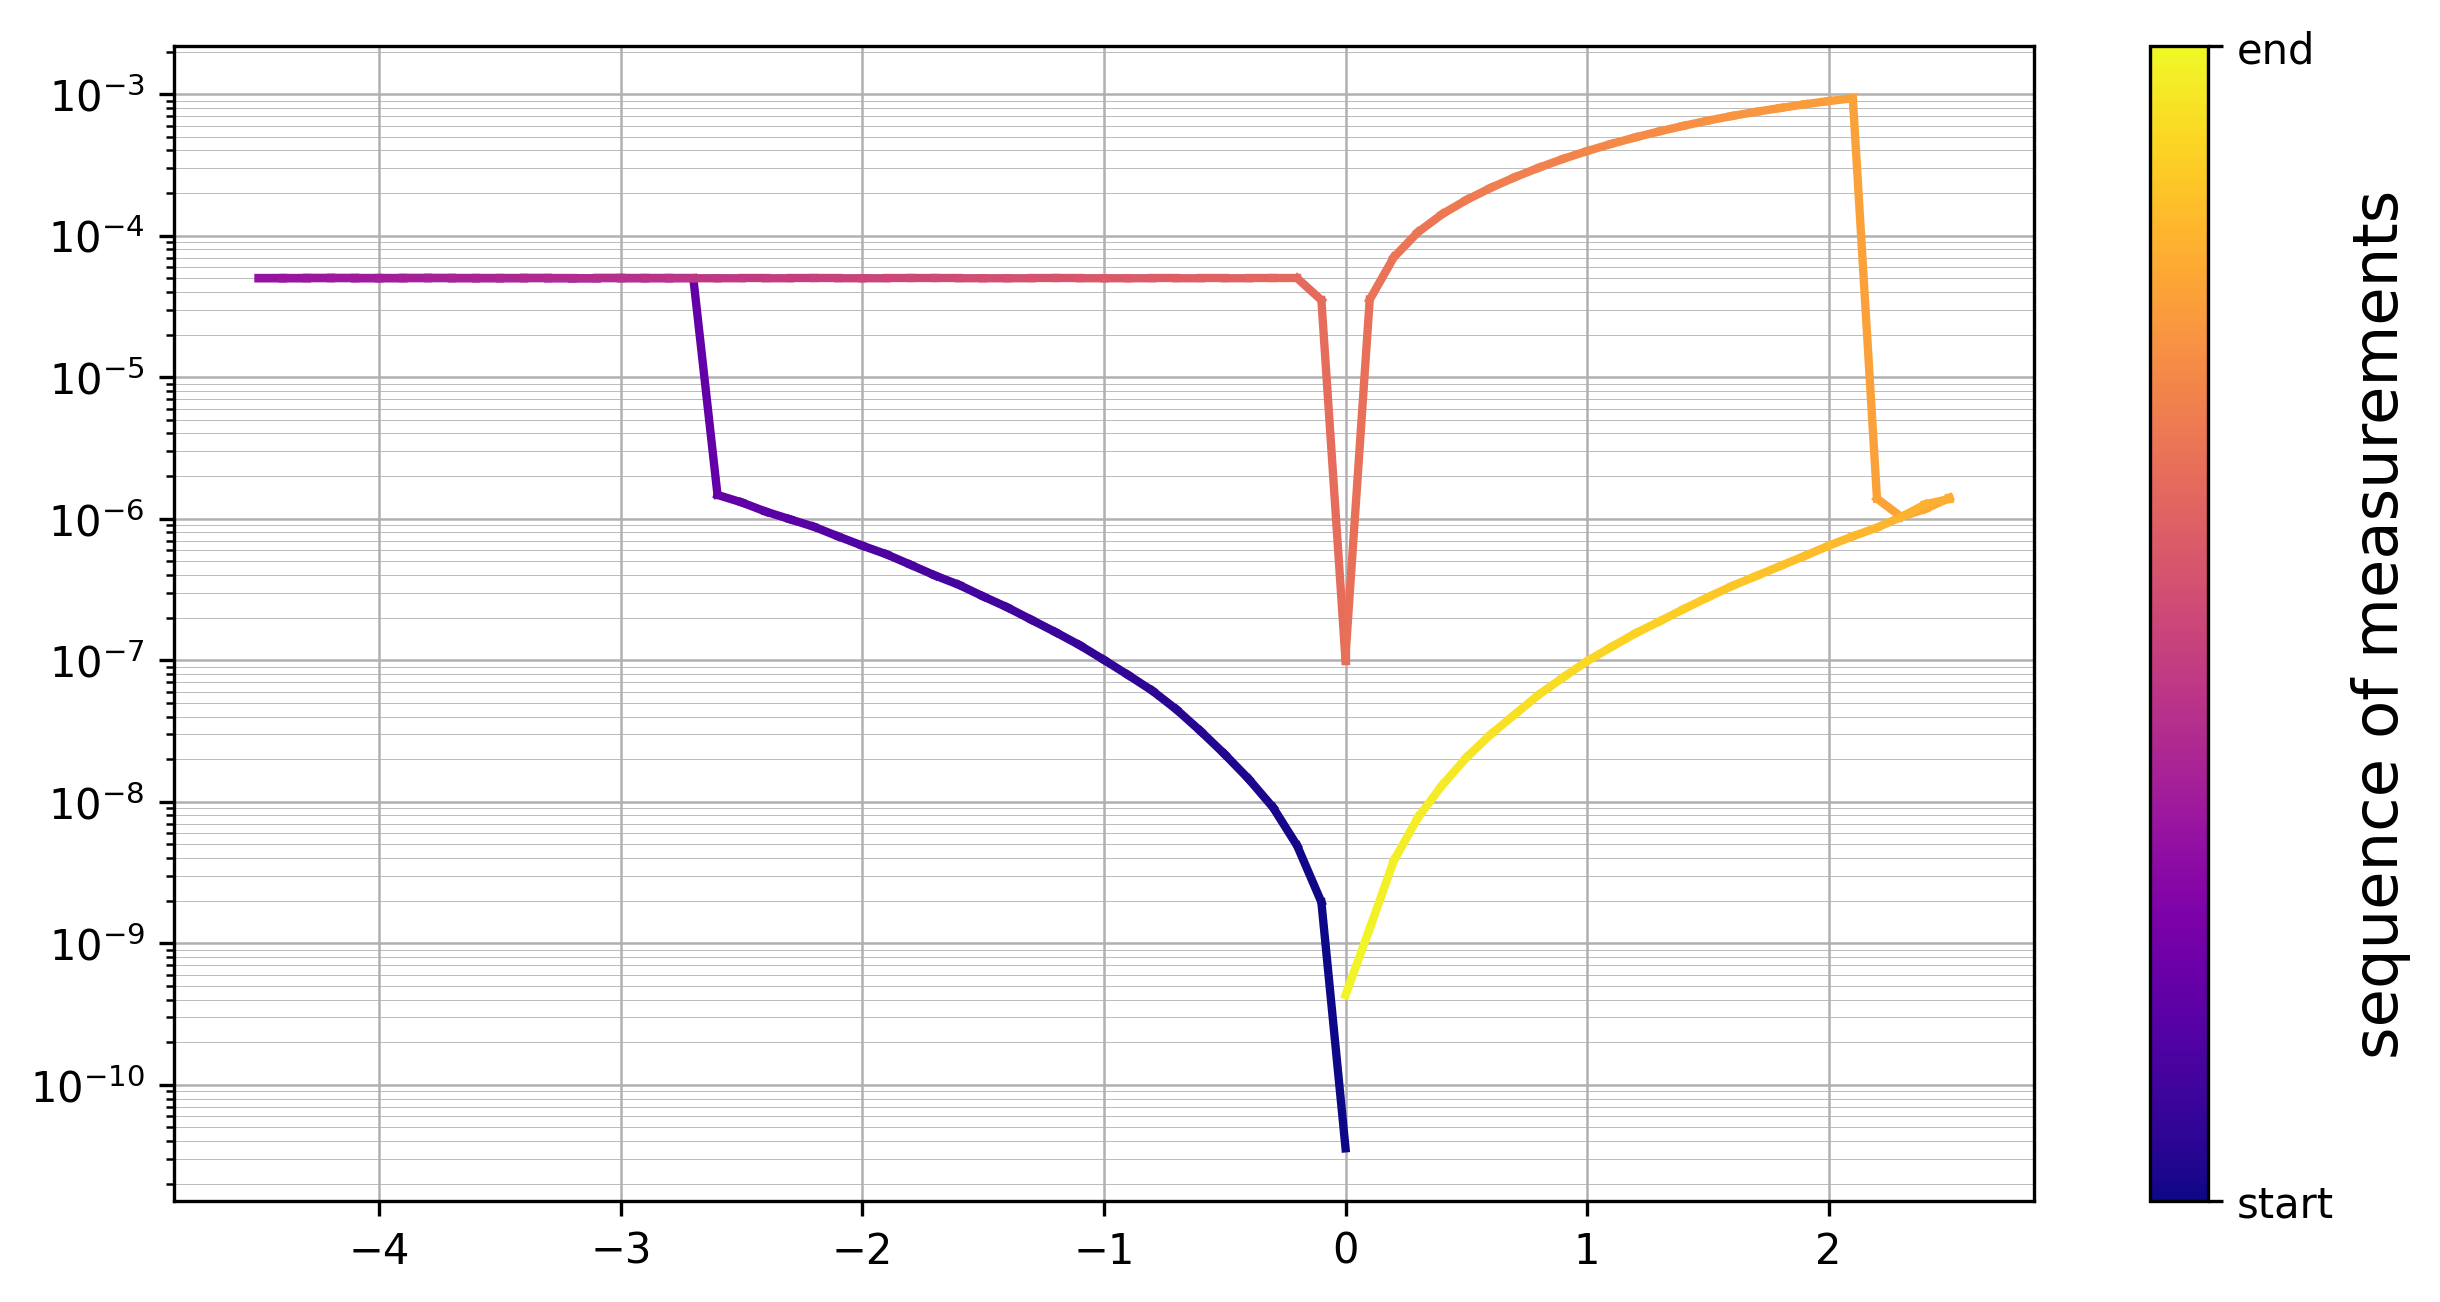 10⁻³
10⁻⁴
10⁻⁵
10⁻⁶
10⁻⁷
10⁻⁸
10⁻⁹
10⁻¹⁰
−4 −3 −2 −1 0 1 2
end
start
sequence of measurements